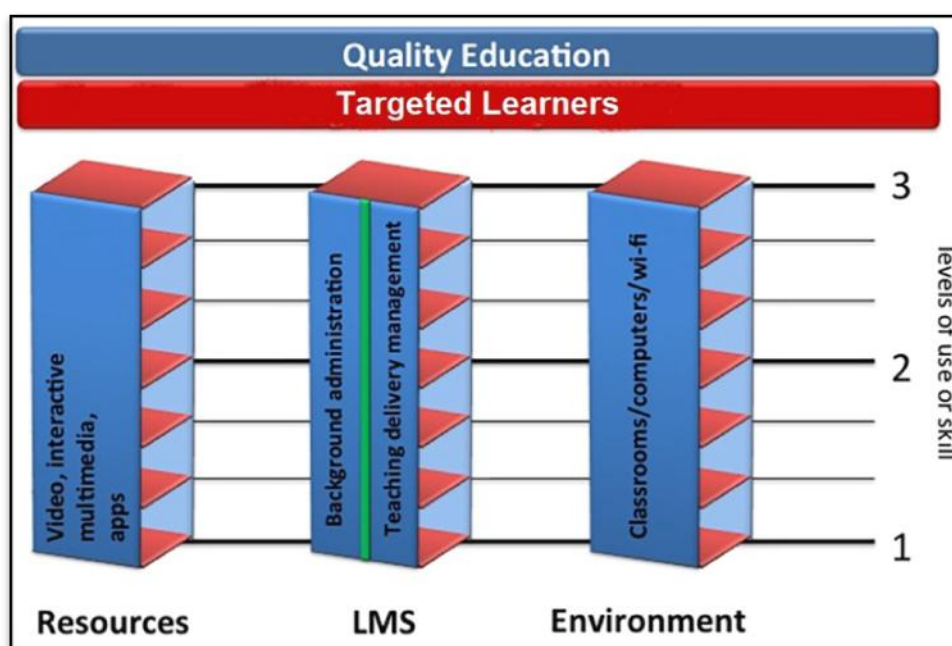 Quality Education
Targeted Learners
3
2
1
levels of use or skill
Video, interactive
multimedia,
apps
Background administration
Teaching delivery management
Classrooms/computers/wi-fi
Resources
LMS
Environment